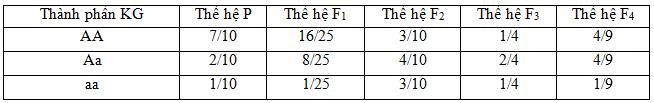 Thành phần KG Thế hệ P Thế hệ F₁ Thế hệ F₂ Thế hệ F₃ Thế hệ F₄
AA 7/10 16/25 3/10 1/4 4/9
Aa 2/10 8/25 4/10 2/4 4/9
aa 1/10 1/25 3/10 1/4 1/9